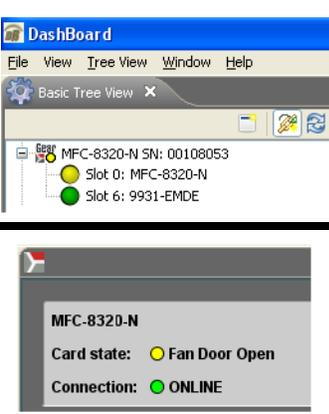 DashBoard
File View Tree View Window Help
Basic Tree View
Gear
MFC-8320-N SN: 00108053
Slot 0: MFC-8320-N
Slot 6: 9931-EMDE
MFC-8320-N
Card state: Fan Door Open
Connection: ONLINE